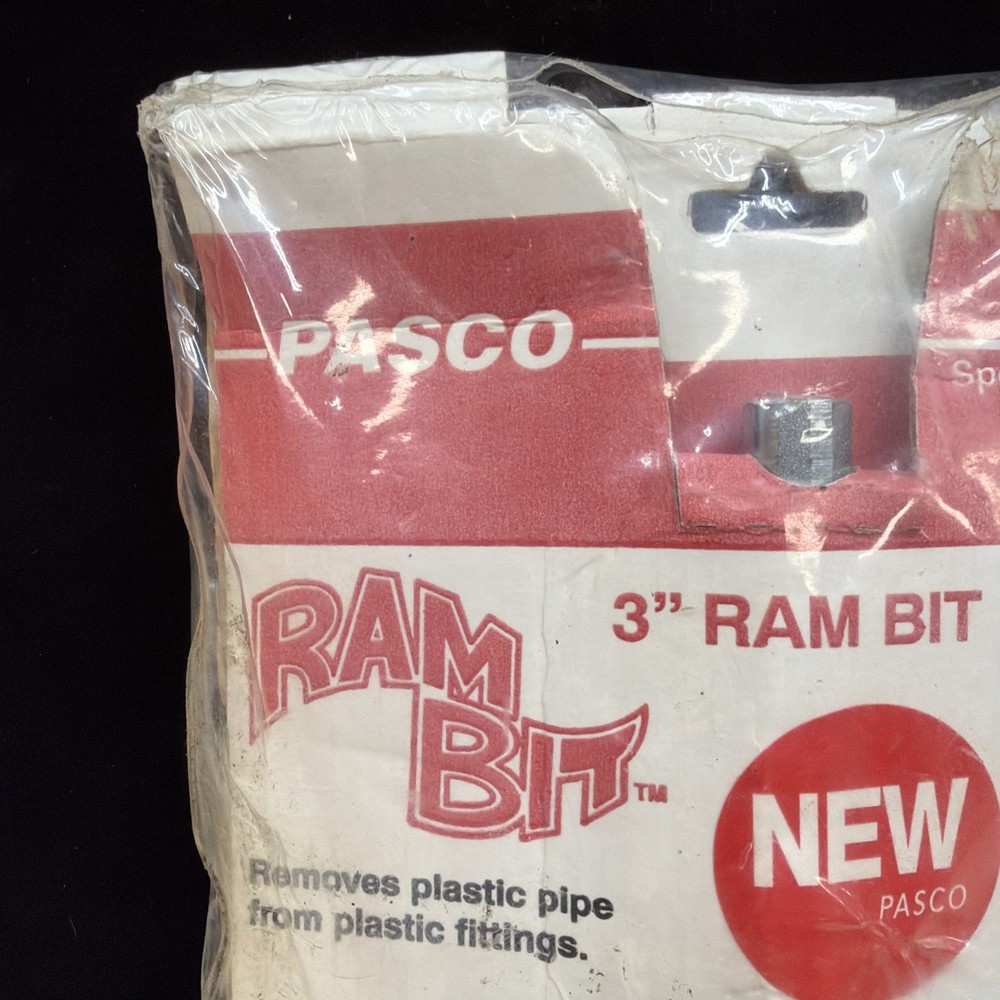 PASCO
RAM
BIT™
3” RAM BIT
NEW
PASCO
Removes plastic pipe
from plastic fittings.